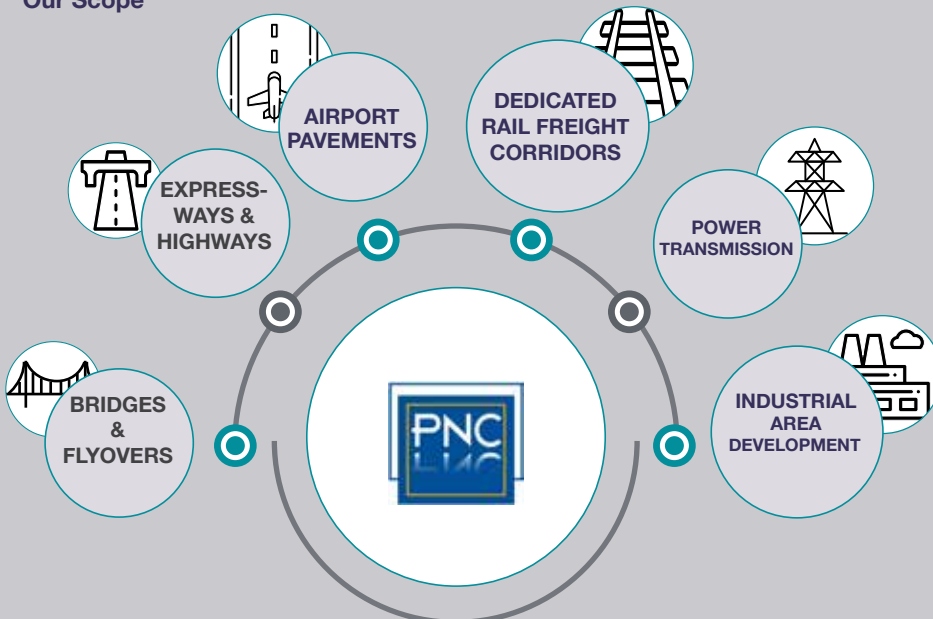 Our Scope
AIRPORT
PAVEMENTS
DEDICATED
RAIL FREIGHT
CORRIDORS
EXPRESS-
WAYS &
HIGHWAYS
POWER
TRANSMISSION
BRIDGES
&
FLYOVERS
PNC
INDUSTRIAL
AREA
DEVELOPMENT